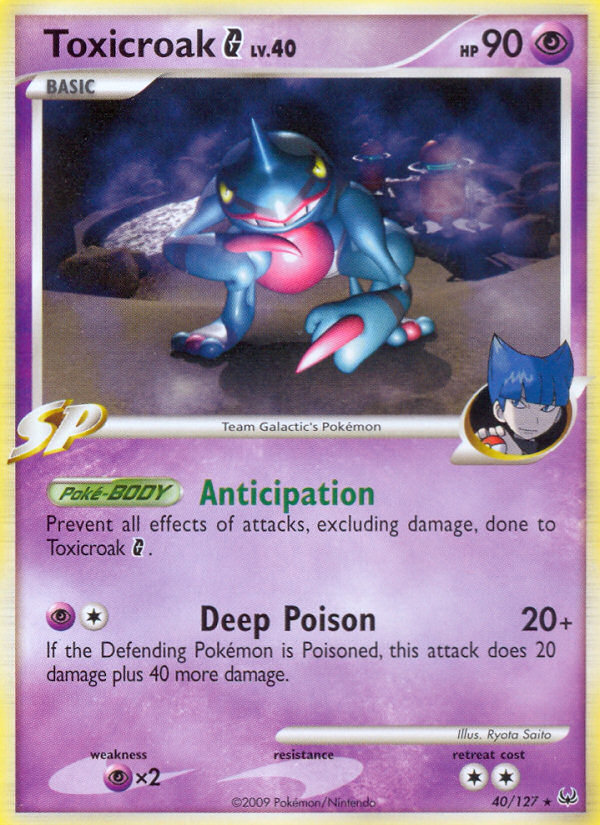 Toxicroak G LV.40 HP 90
BASIC
SP
Team Galactic's Pokémon
Poké-BODY Anticipation
Prevent all effects of attacks, excluding damage, done to
Toxicroak G .
Deep Poison 20+
If the Defending Pokémon is Poisoned, this attack does 20
damage plus 40 more damage.
Illus. Ryota Saito
weakness resistance retreat cost
×2
©2009 Pokémon/Nintendo 40/127 ★